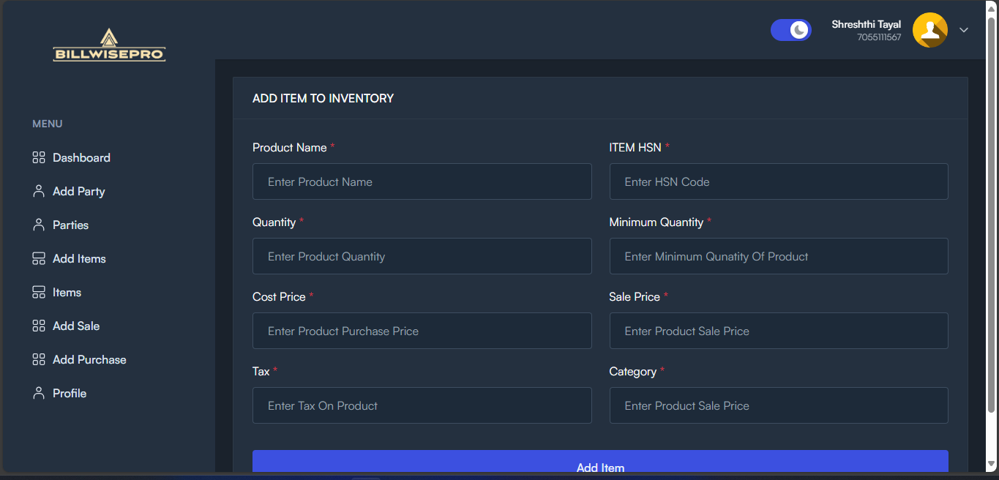 BILLWISEPRO
Shreshthi Tayal
7055111567
MENU
Dashboard
Add Party
Parties
Add Items
Items
Add Sale
Add Purchase
Profile
ADD ITEM TO INVENTORY
Product Name *
Enter Product Name
ITEM HSN *
Enter HSN Code
Quantity *
Enter Product Quantity
Minimum Quantity *
Enter Minimum Qunatity Of Product
Cost Price *
Enter Product Purchase Price
Sale Price *
Enter Product Sale Price
Tax *
Enter Tax On Product
Category *
Enter Product Sale Price
Add Item